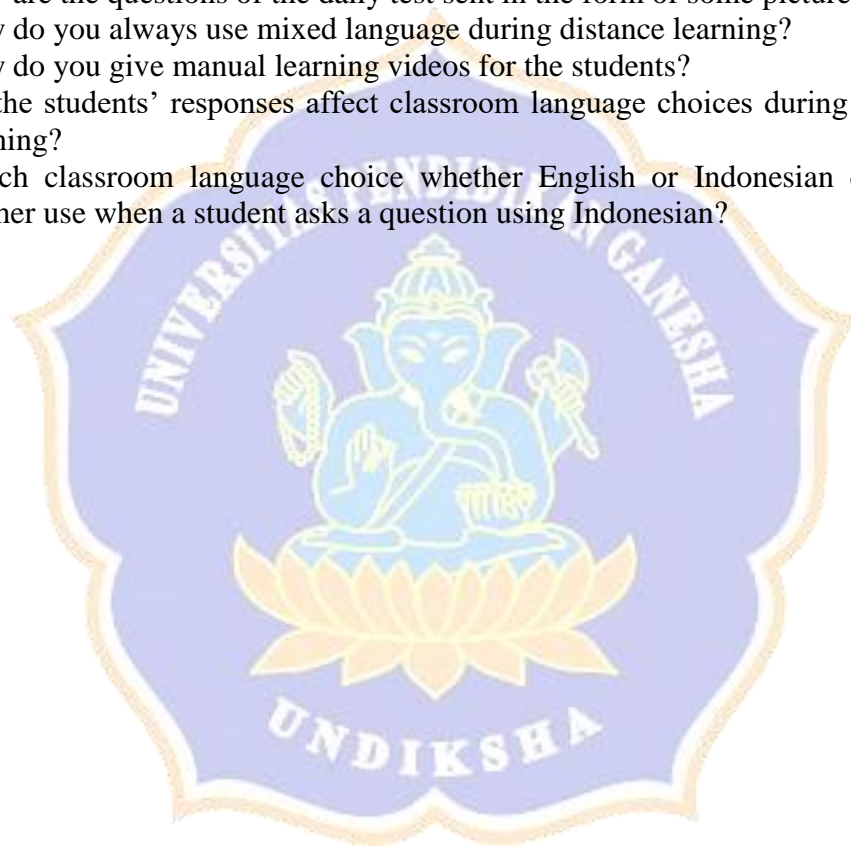 are the questions of the daily test sent in the form of some picture
do you always use mixed language during distance learning?
do you give manual learning videos for the students?
the students’ responses affect classroom language choices during
ning?
ch classroom language choice whether English or Indonesian
her use when a student asks a question using Indonesian?
UNIVERSITAS PENDIDIKAN GANESHA
UNDIKSHA